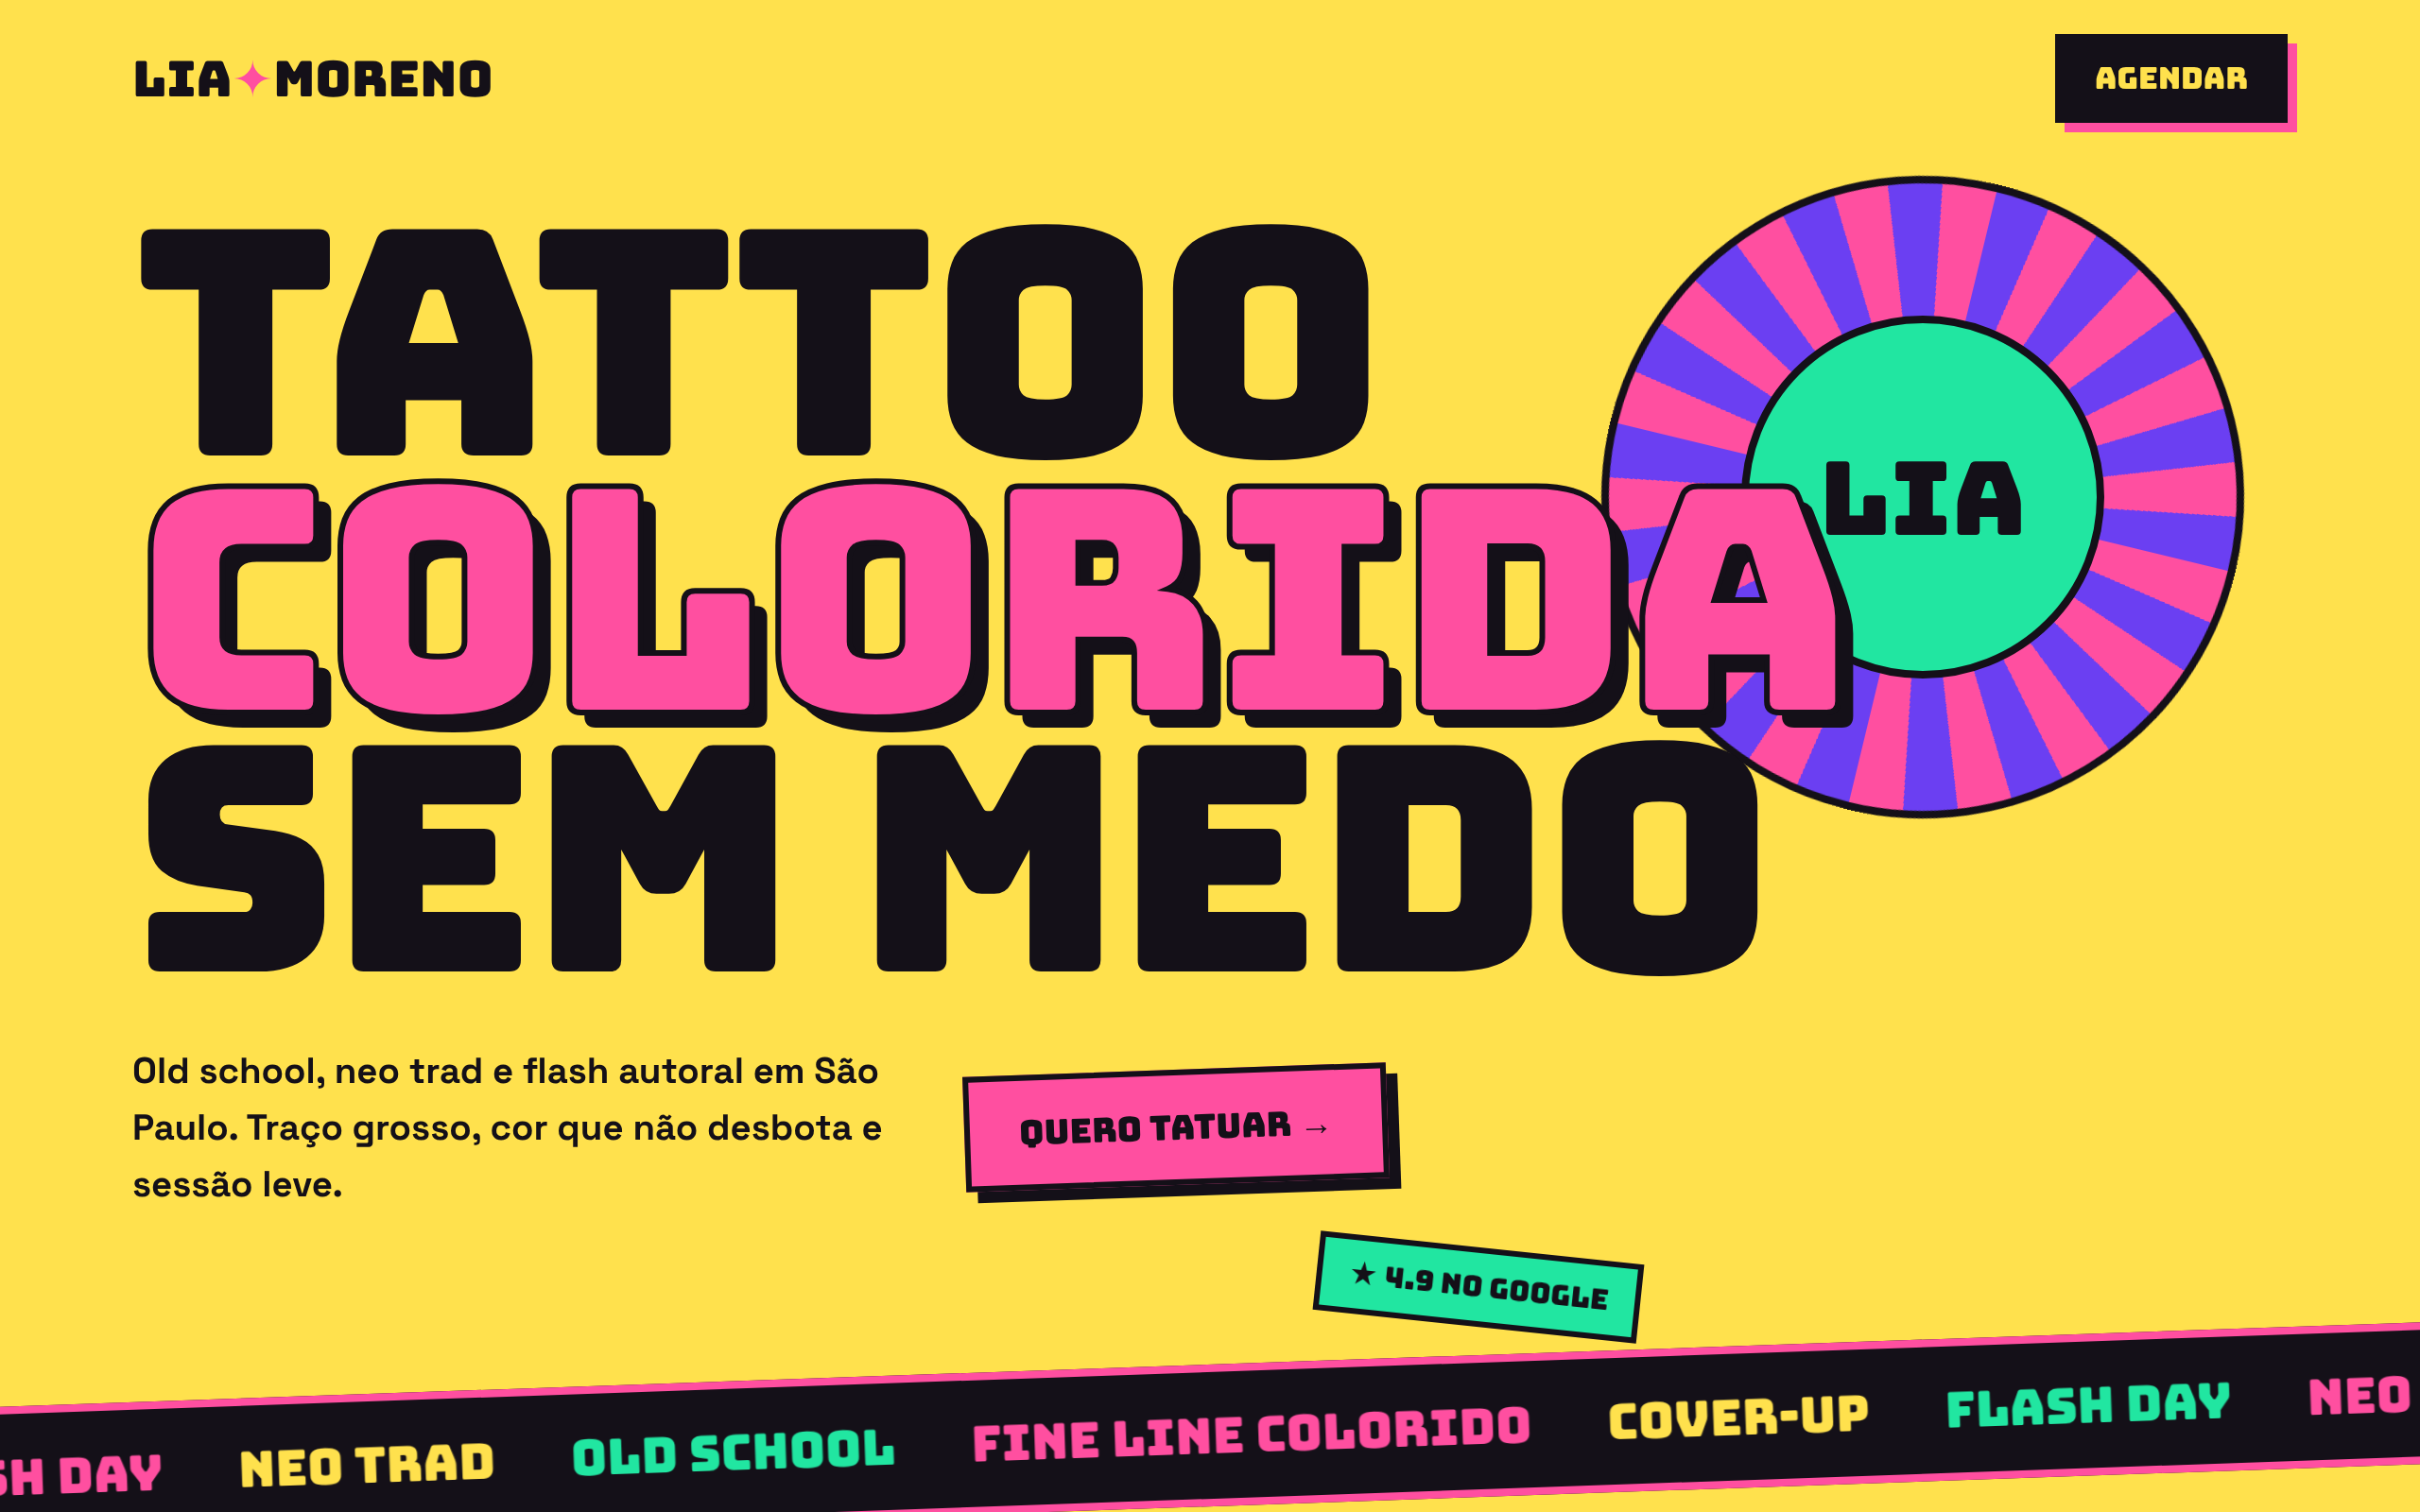 LIA✦MORENO
AGENDAR
TATTOO
COLORIDA
SEM MEDO
LIA
Old school, neo trad e flash autoral em São
Paulo. Traço grosso, cor que não desbota e
sessão leve.
QUERO TATUAR →
★ 4.9 NO GOOGLE
SH DAY NEO TRAD OLD SCHOOL FINE LINE COLORIDO COVER-UP FLASH DAY NEO